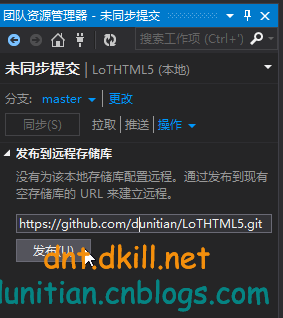 团队资源管理器 - 未同步提交
搜索工作项 (Ctrl+')
未同步提交 | LoTHTML5 (本地)
分支: master | 更改
同步(S) 拉取 | 推送 | 操作
发布到远程存储库
没有为该本地存储库配置远程。通过发布到现有
空存储库的 URL 来建立远程。
https://github.com/dunitian/LoTHTML5.git
发布(U)
dnt.dkill.net
dunitian.cnblogs.com